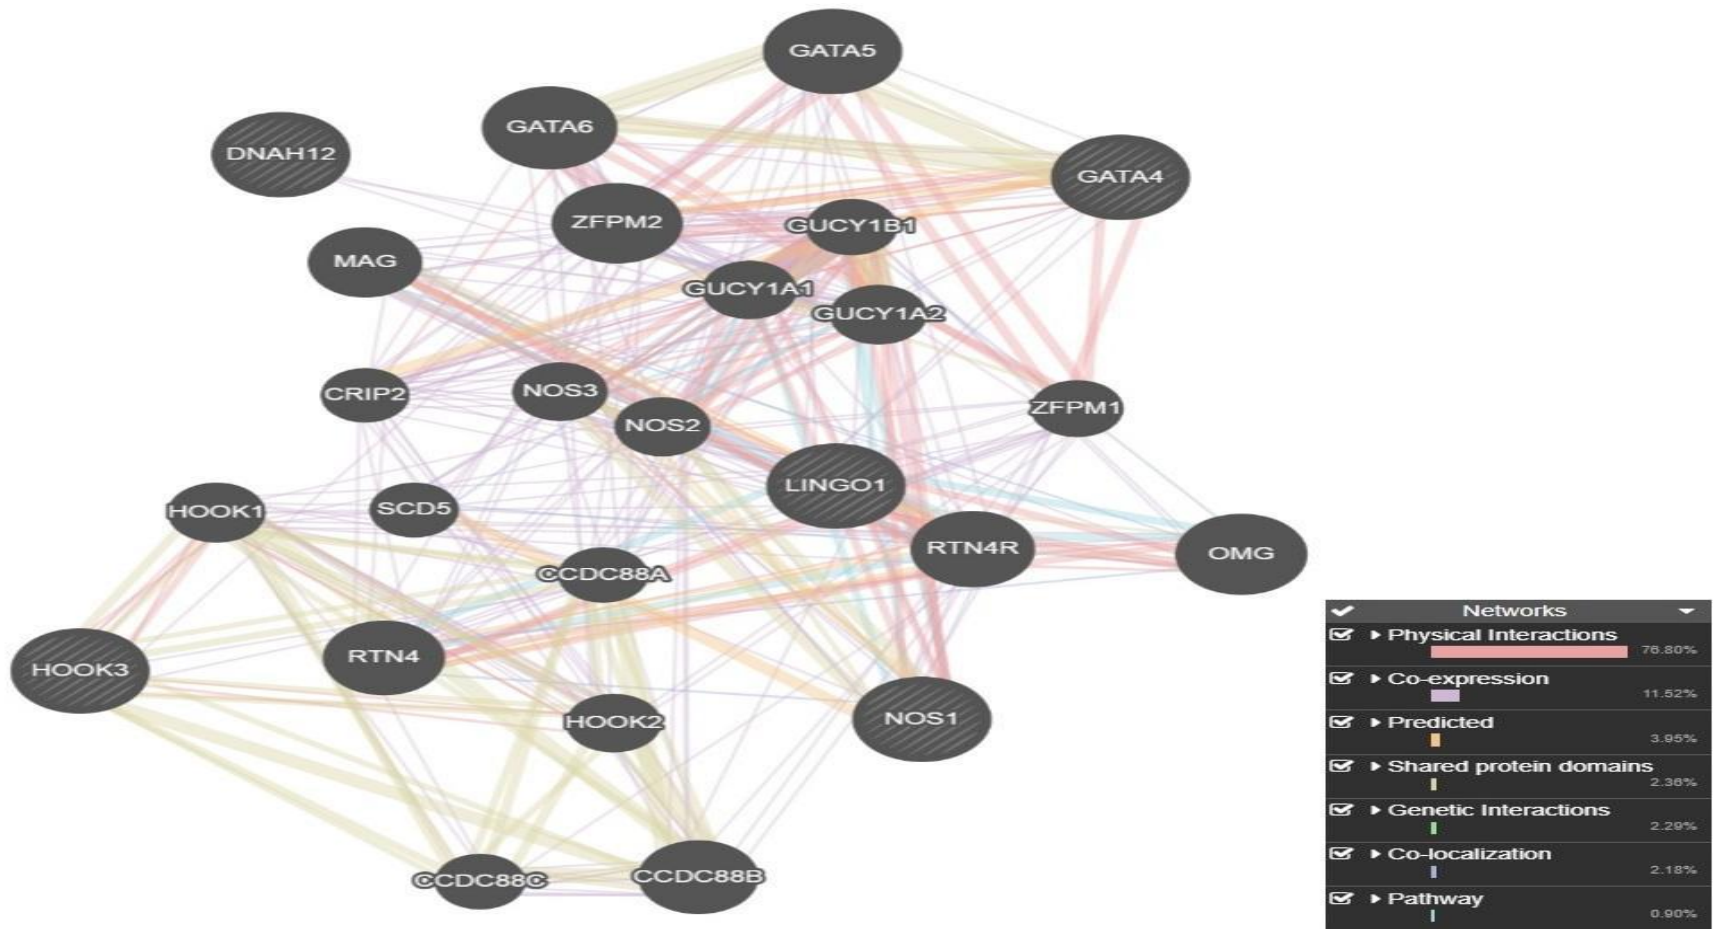 GATA5
GATA6
DNAH12
GATA4
ZFPM2
GUCY1B1
MAG
GUCY1A1
GUCY1A2
CRIP2
NOS3
ZFPM1
NOS2
LINGO1
HOOK1
SCD5
RTN4R
OMG
CCDC88A
HOOK3
RTN4
HOOK2
NOS1
CCDC88C
CCDC88B
Networks
Physical Interactions
76.80%
Co-expression
11.52%
Predicted
3.95%
Shared protein domains
2.36%
Genetic Interactions
2.29%
Co-localization
2.18%
Pathway
0.90%